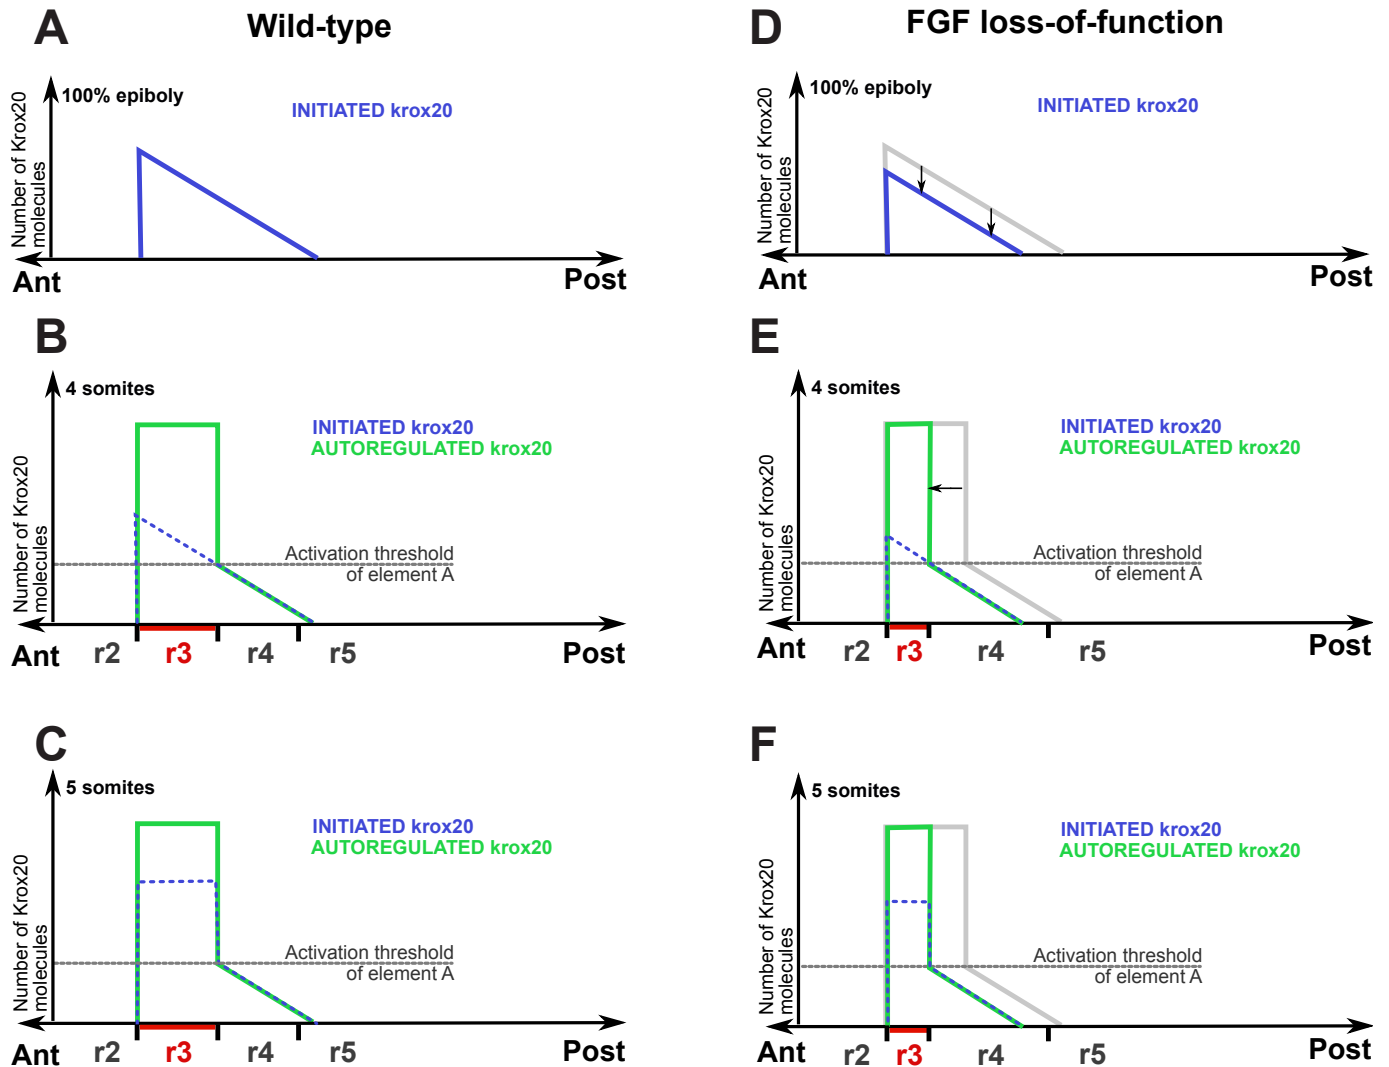 A
Wild-type
Number of Krox20
molecules
100% epiboly
INITIATED krox20
Ant
Post
B
Number of Krox20
molecules
4 somites
INITIATED krox20
AUTOREGULATED krox20
Activation threshold
of element A
Ant r2 r3 r4 r5 Post
C
Number of Krox20
molecules
5 somites
INITIATED krox20
AUTOREGULATED krox20
Activation threshold
of element A
Ant r2 r3 r4 r5 Post
D
FGF loss-of-function
Number of Krox20
molecules
100% epiboly
INITIATED krox20
Ant
Post
E
Number of Krox20
molecules
4 somites
INITIATED krox20
AUTOREGULATED krox20
Activation threshold
of element A
Ant r2 r3 r4 r5 Post
F
Number of Krox20
molecules
5 somites
INITIATED krox20
AUTOREGULATED krox20
Activation threshold
of element A
Ant r2 r3 r4 r5 Post